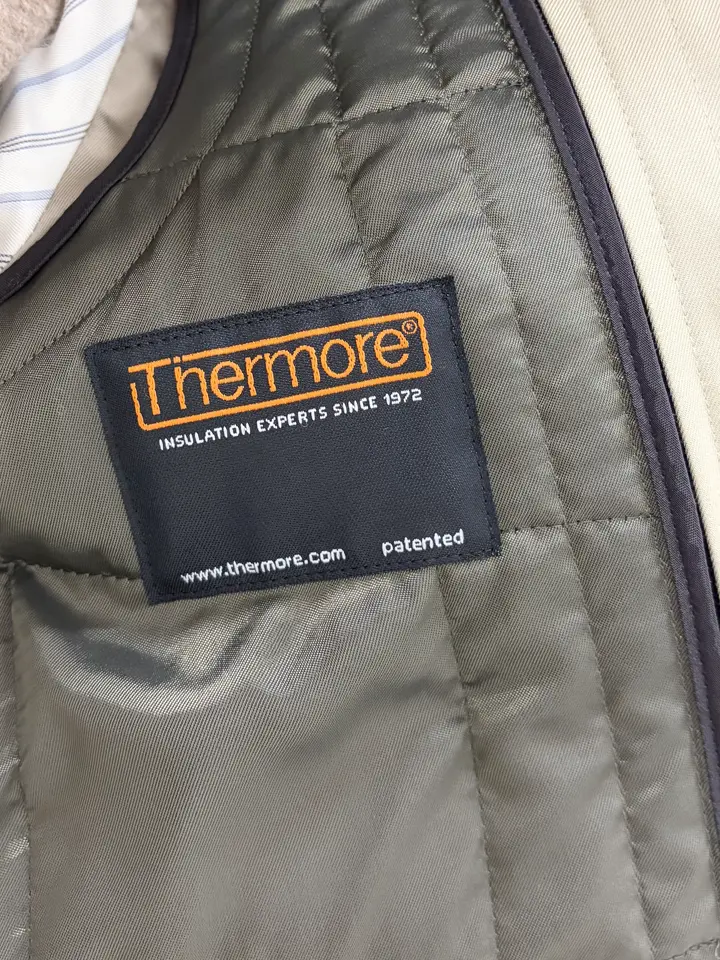 Thermore®
INSULATION EXPERTS SINCE 1972
www.thermore.com patented